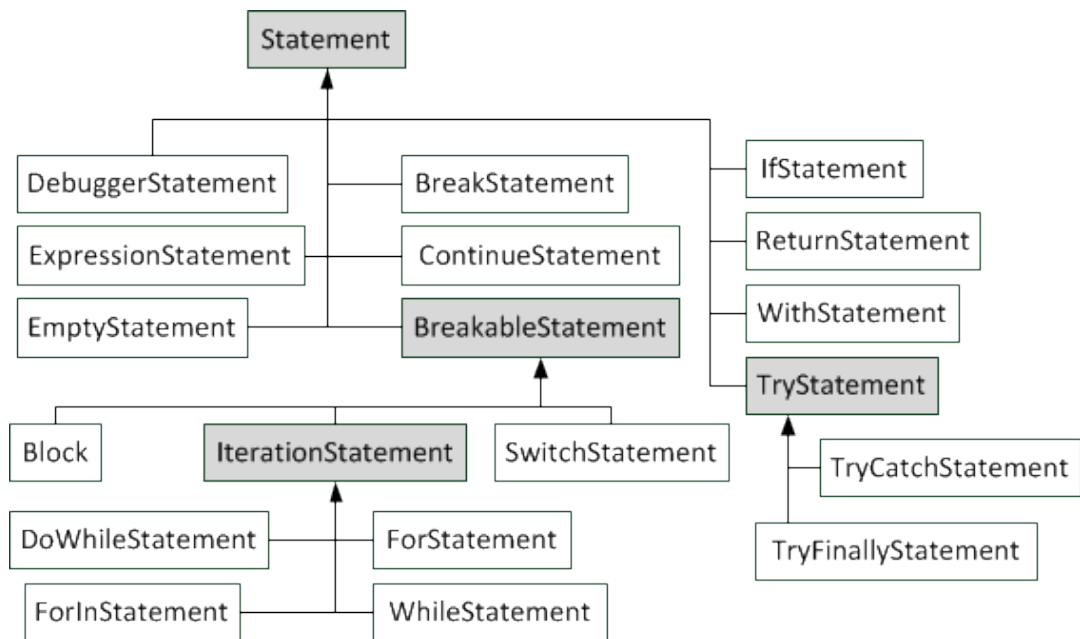 Statement
DebuggerStatement
BreakStatement
IfStatement
ExpressionStatement
ContinueStatement
ReturnStatement
EmptyStatement
BreakableStatement
WithStatement
TryStatement
Block
IterationStatement
SwitchStatement
TryCatchStatement
DoWhileStatement
ForStatement
TryFinallyStatement
ForInStatement
WhileStatement